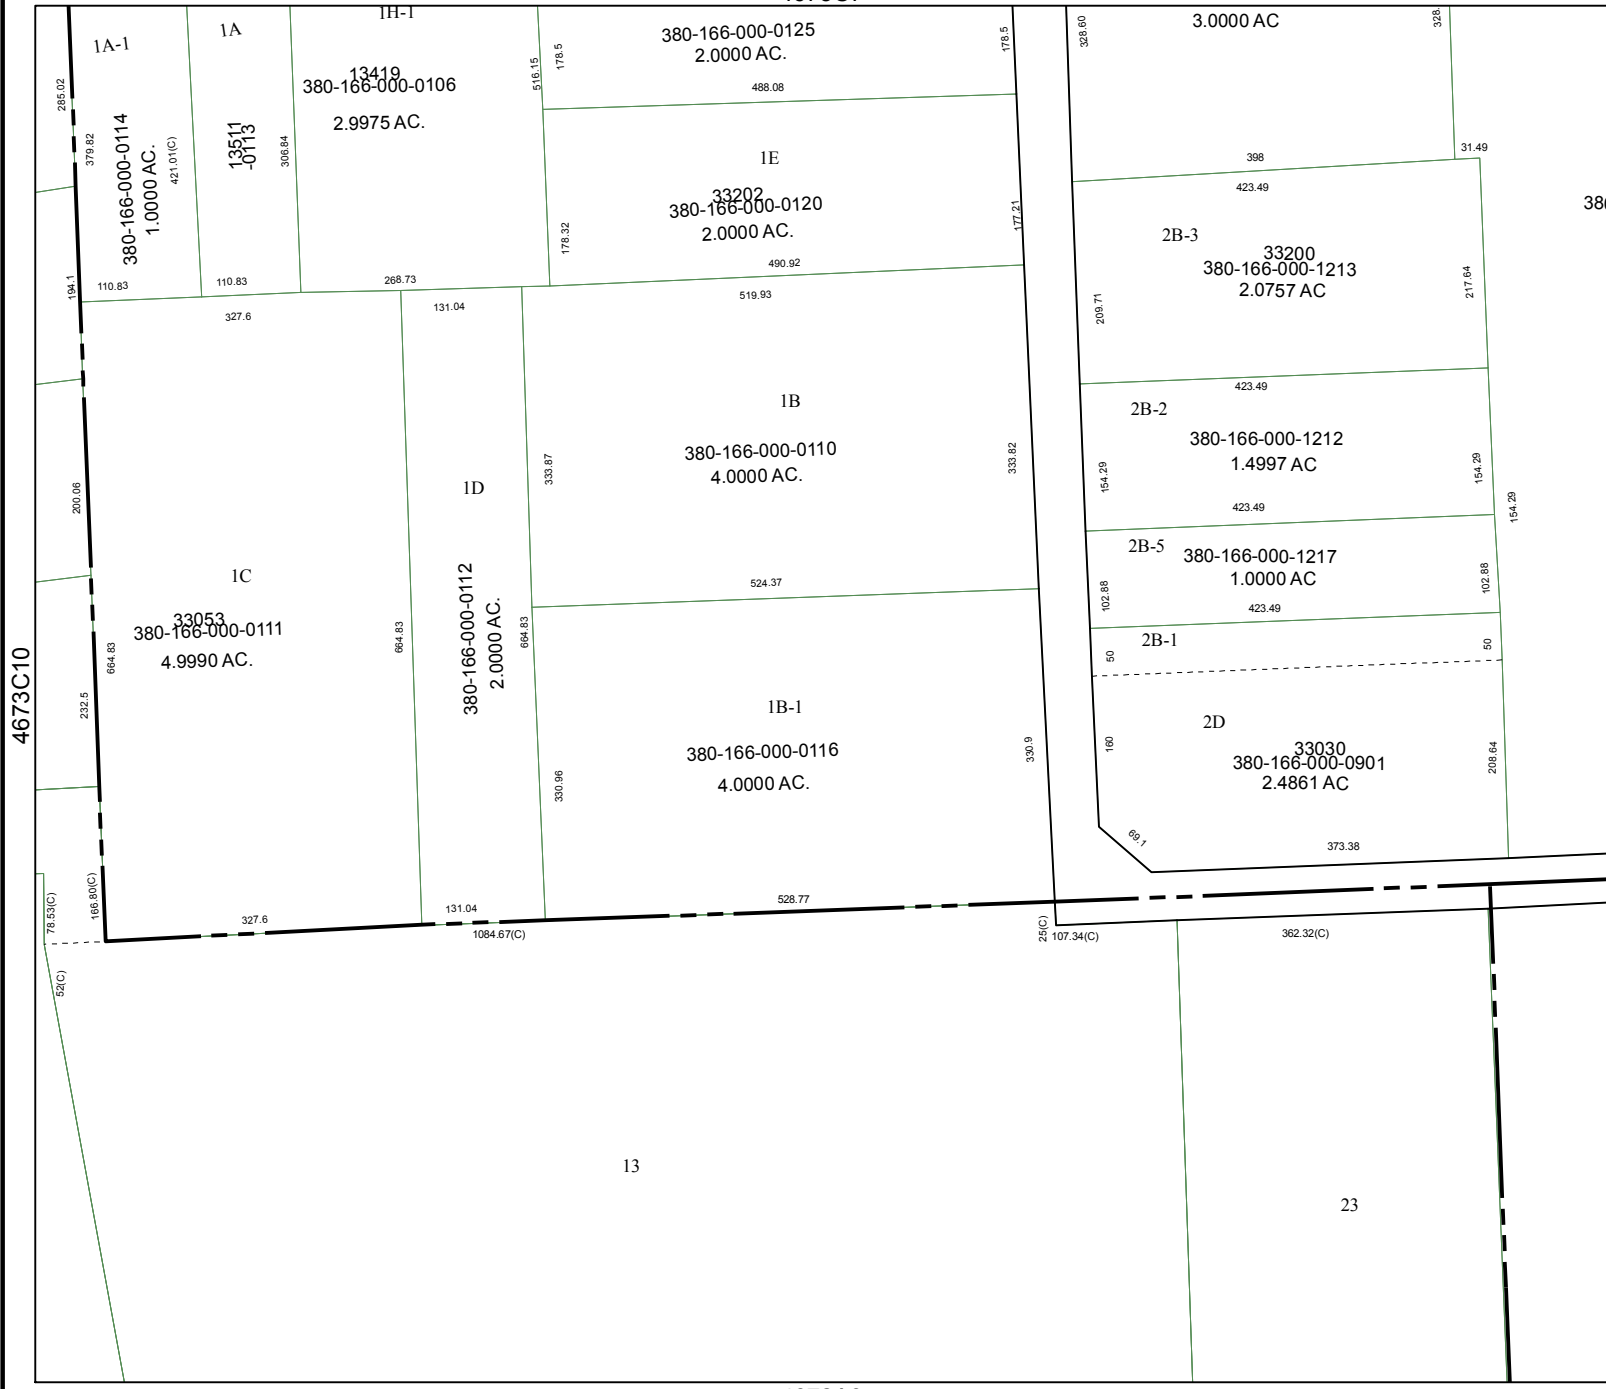 1A-1
1A
1H-1
380-166-000-0125
2.0000 AC.
178.5
178.5
516.15
488.08
328.60
3.0000 AC
285.02
379.82
380-166-000-0114
1.0000 AC.
421.01(C)
13511
-0113
306.84
13419
380-166-000-0106
2.9975 AC.
1E
33202
380-166-000-0120
2.0000 AC.
178.32
177.21
490.92
398
31.49
423.49
2B-3
33200
380-166-000-1213
2.0757 AC
209.71
217.64
194.1
110.83
110.83
268.73
327.6
131.04
519.93
423.49
2B-2
380-166-000-1212
1.4997 AC
154.29
154.29
154.29
423.49
1B
380-166-000-0110
4.0000 AC.
333.87
333.82
524.37
1D
380-166-000-0112
2.0000 AC.
664.83
664.83
200.06
1C
33053
380-166-000-0111
4.9990 AC.
664.83
232.5
4673C10
2B-5
380-166-000-1217
1.0000 AC
102.88
102.88
423.49
2B-1
50
50
2D
33030
380-166-000-0901
2.4861 AC
160
208.64
69.1
373.38
1B-1
380-166-000-0116
4.0000 AC.
330.96
330.9
166.80(C)
78.53(C)
52(C)
327.6
131.04
528.77
1084.67(C)
25(C)
107.34(C)
362.32(C)
13
23